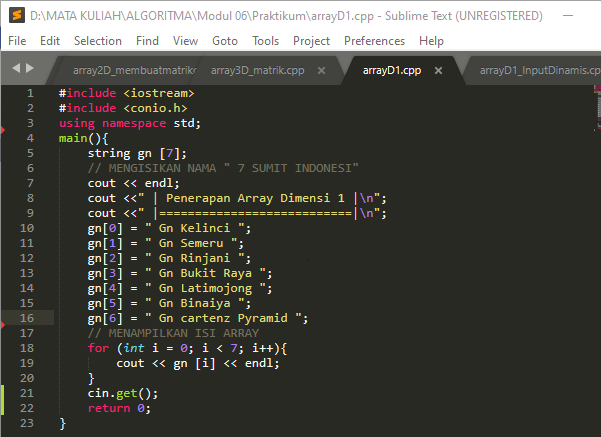 D:\MATA KULIAH\ALGORITMA\Modul 06\Praktikum\arrayD1.cpp - Sublime Text (UNREGISTERED)
File Edit Selection Find View Goto Tools Project Preferences Help
array2D_membuatmatrik array3D_matrik.cpp × arrayD1.cpp × arrayD1_InputDinamis.cp
1 #include <iostream>
2 #include <conio.h>
3 using namespace std;
4 main(){
5 string gn [7];
6 // MENGISIKAN NAMA " 7 SUMIT INDONESI"
7 cout << endl;
8 cout <<" | Penerapan Array Dimensi 1 |\n";
9 cout <<" |===========================|\n";
10 gn[0] = " Gn Kelinci ";
11 gn[1] = " Gn Semeru ";
12 gn[2] = " Gn Rinjani ";
13 gn[3] = " Gn Bukit Raya ";
14 gn[4] = " Gn Latimojong ";
15 gn[5] = " Gn Binaiya ";
16 gn[6] = " Gn cartenz Pyramid ";
17 // MENAMPILKAN ISI ARRAY
18 for (int i = 0; i < 7; i++){
19 cout << gn [i] << endl;
20 }
21 cin.get();
22 return 0;
23 }